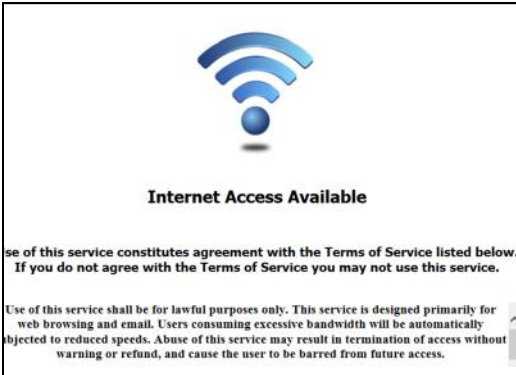 Internet Access Available
se of this service constitutes agreement with the Terms of Service listed below.
If you do not agree with the Terms of Service you may not use this service.
Use of this service shall be for lawful purposes only. This service is designed primarily for
web browsing and email. Users consuming excessive bandwidth will be automatically
bjected to reduced speeds. Abuse of this service may result in termination of access without
warning or refund, and cause the user to be barred from future access.